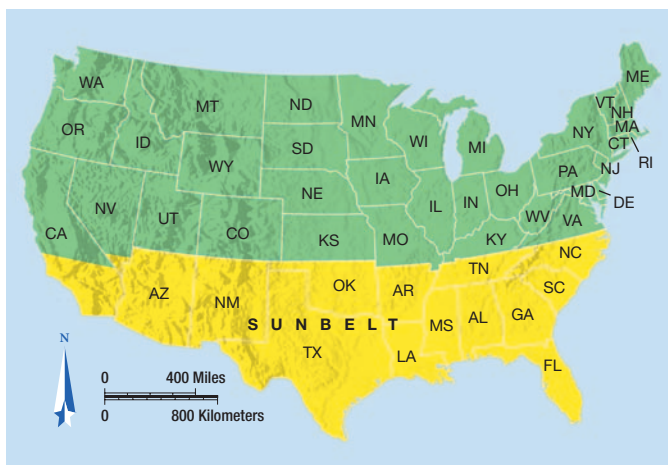 WA
MT
ND
MN
ME
VT
NH
MA
CT
RI
OR
ID
WY
SD
WI
MI
NY
NE
IA
PA
NJ
NV
UT
CO
IL
IN
OH
MD
DE
WV
VA
CA
KS
MO
KY
AZ
NM
OK
AR
TN
NC
SC
SUNBELT
MS
AL
GA
TX
LA
FL
N
0 400 Miles
0 800 Kilometers